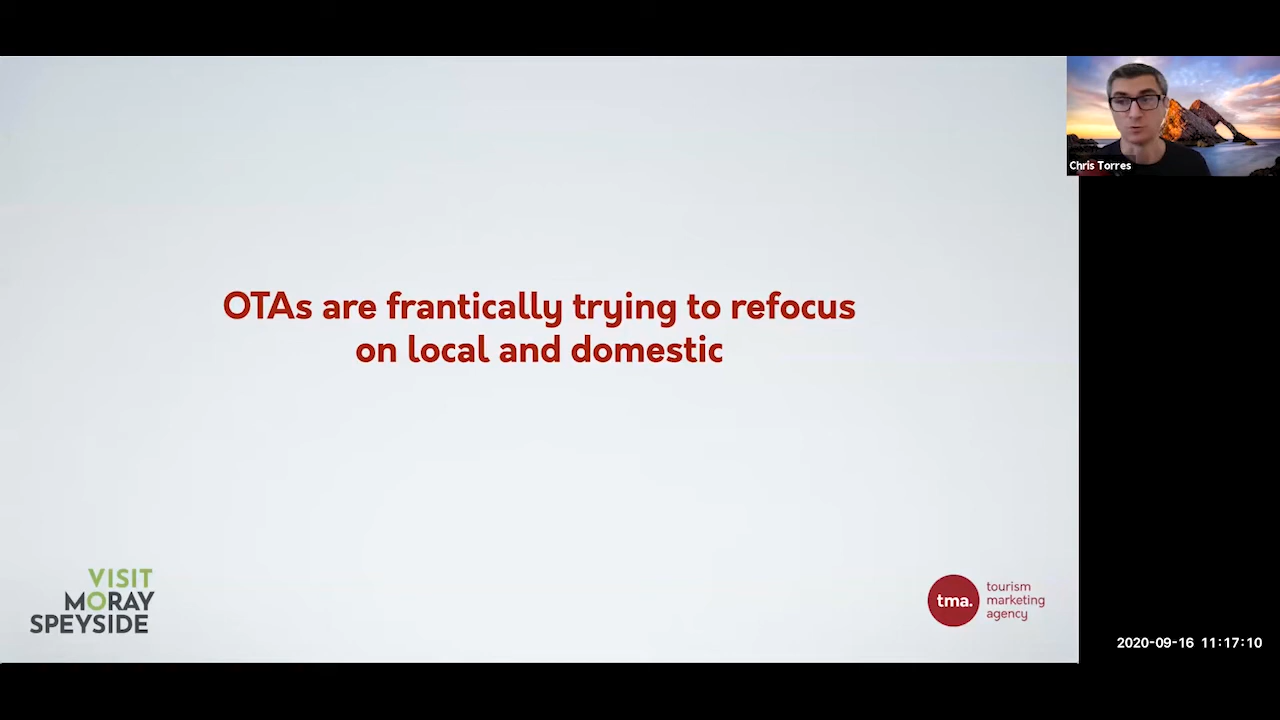 Chris Torres
OTAs are frantically trying to refocus
on local and domestic
VISIT
MORAY
SPEYSIDE
tma.
tourism
marketing
agency
2020-09-16 11:17:10